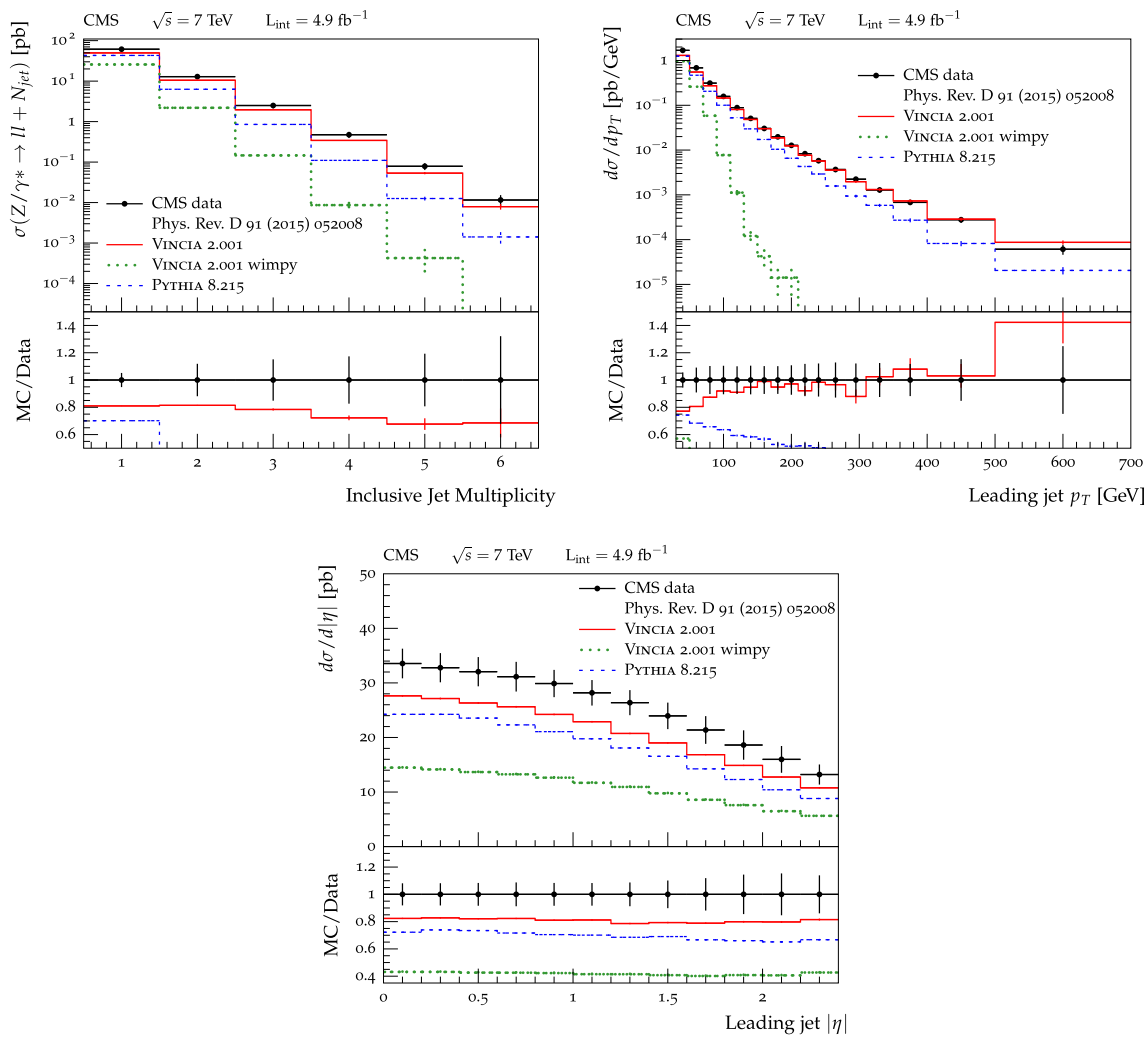 CMS √s = 7 TeV L_int = 4.9 fb⁻¹
σ(Z/γ* → ll + N_jet) [pb]
10²
10¹
1
10⁻¹
10⁻²
10⁻³
10⁻⁴
CMS data
Phys. Rev. D 91 (2015) 052008
VINCIA 2.001
VINCIA 2.001 wimpy
PYTHIA 8.215
MC/Data
1.4
1.2
1
0.8
0.6
1 2 3 4 5 6
Inclusive Jet Multiplicity
CMS √s = 7 TeV L_int = 4.9 fb⁻¹
dσ/dp_T [pb/GeV]
1
10⁻¹
10⁻²
10⁻³
10⁻⁴
10⁻⁵
CMS data
Phys. Rev. D 91 (2015) 052008
VINCIA 2.001
VINCIA 2.001 wimpy
PYTHIA 8.215
MC/Data
1.4
1.2
1
0.8
0.6
100 200 300 400 500 600 700
Leading jet p_T [GeV]
CMS √s = 7 TeV L_int = 4.9 fb⁻¹
dσ/d|η| [pb]
50
40
30
20
10
0
CMS data
Phys. Rev. D 91 (2015) 052008
VINCIA 2.001
VINCIA 2.001 wimpy
PYTHIA 8.215
MC/Data
1.2
1
0.8
0.6
0.4
0 0.5 1 1.5 2
Leading jet |η|